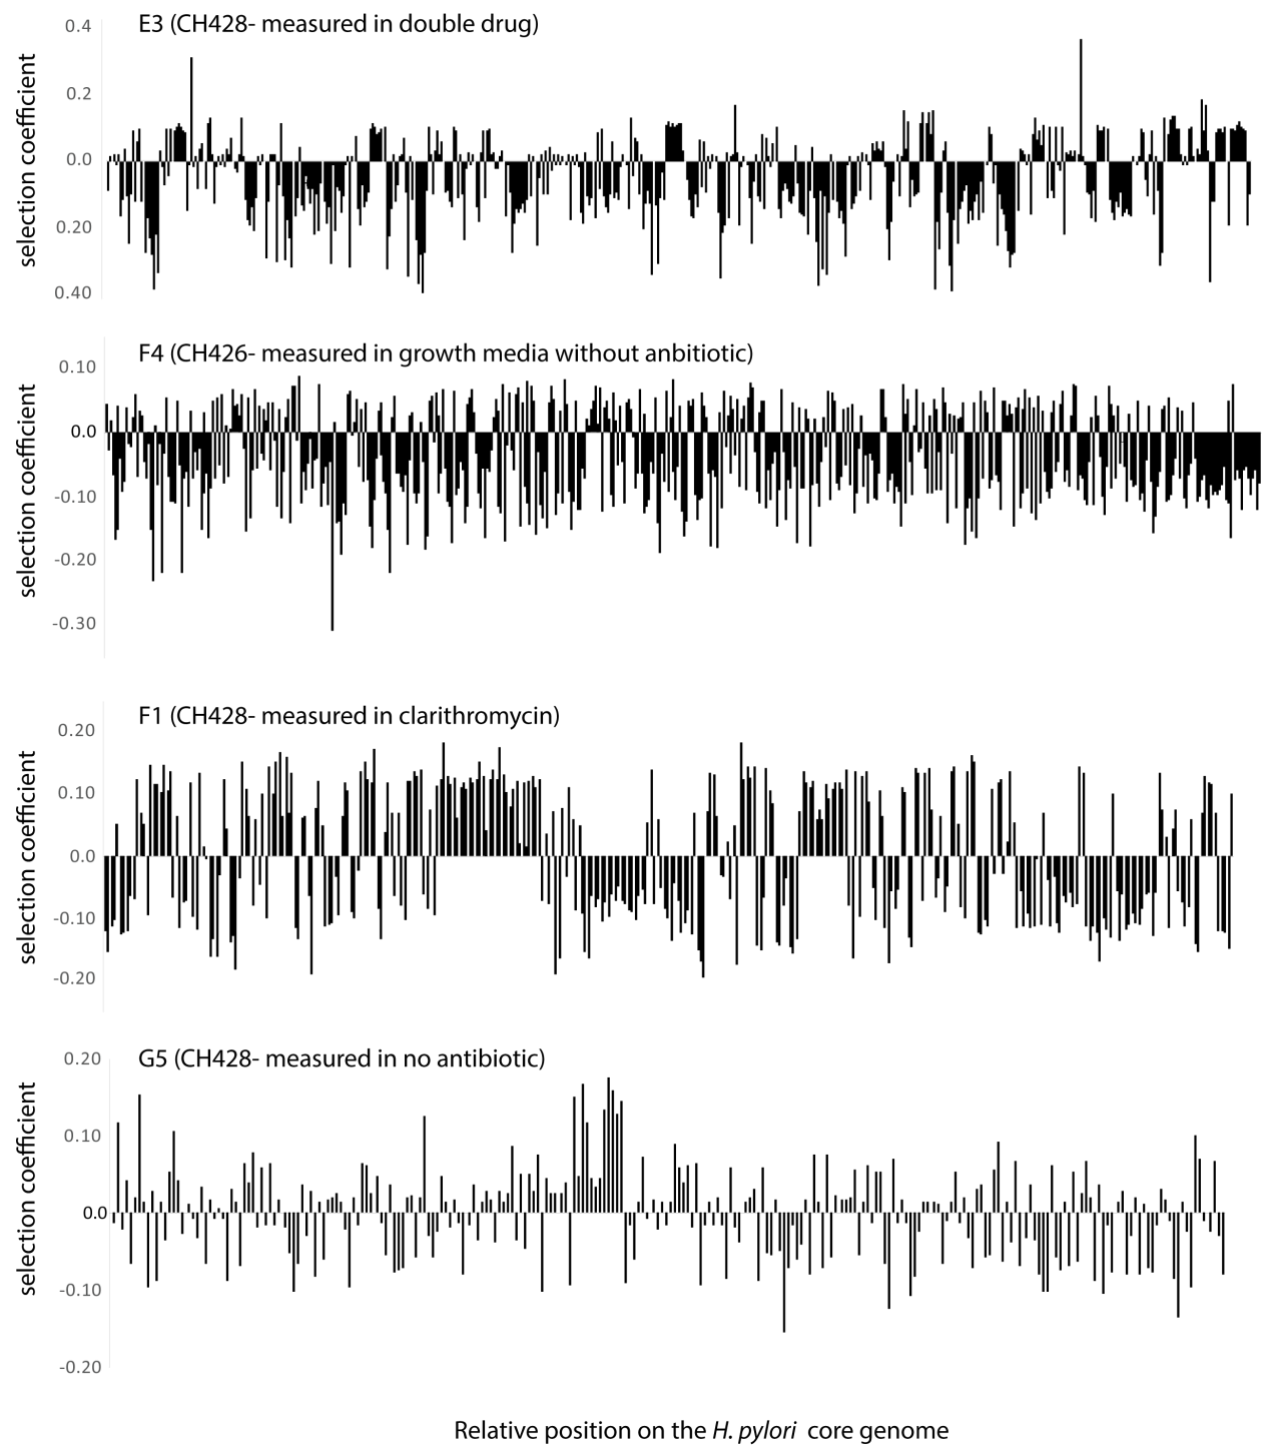 E3 (CH428- measured in double drug)
selection coefficient
0.4
0.2
0.0
0.20
0.40
F4 (CH426- measured in growth media without anbitiotic)
selection coefficient
0.10
0.0
-0.10
-0.20
-0.30
F1 (CH428- measured in clarithromycin)
selection coefficient
0.20
0.10
0.0
-0.10
-0.20
G5 (CH428- measured in no antibiotic)
selection coefficient
0.20
0.10
0.0
-0.10
-0.20
Relative position on the H. pylori core genome